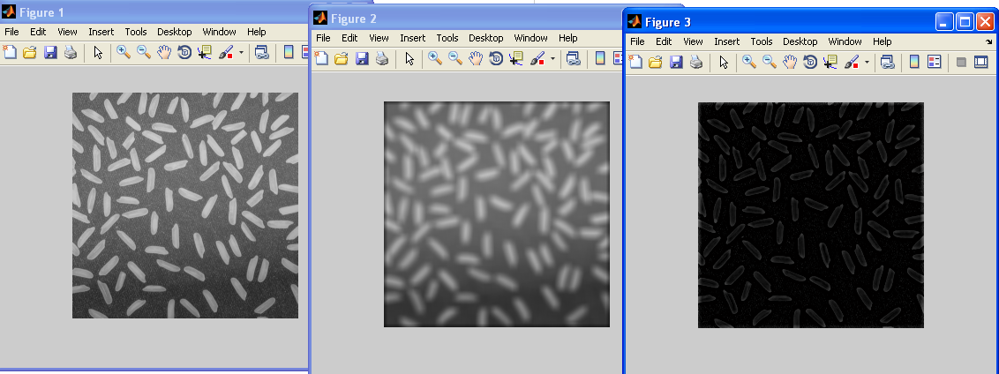 Figure 1
File Edit View Insert Tools Desktop Window Help
Figure 2
File Edit View Insert Tools Desktop Window Help
Figure 3
File Edit View Insert Tools Desktop Window Help